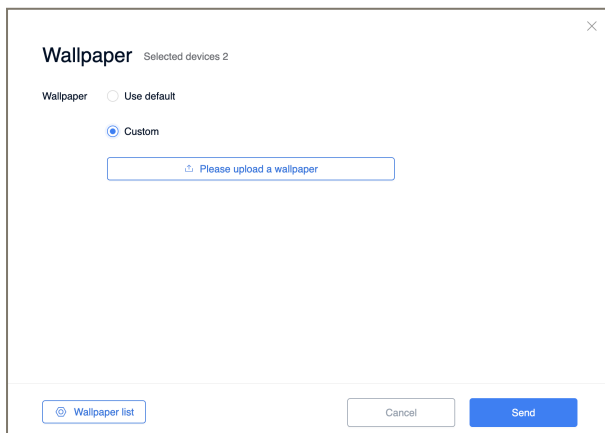 Wallpaper Selected devices 2
Wallpaper Use default
Custom
Please upload a wallpaper
Wallpaper list Cancel Send